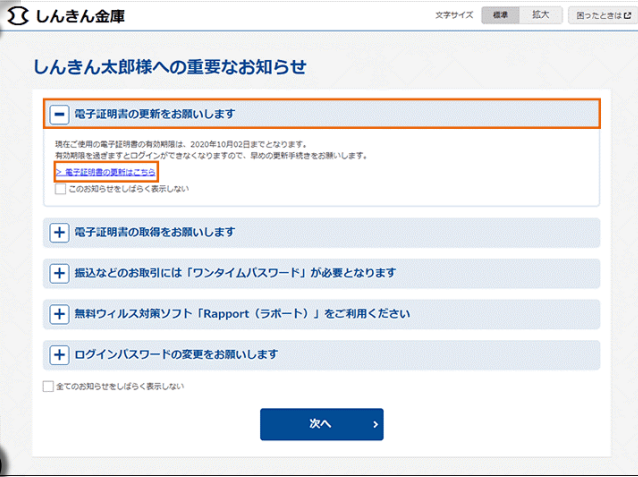 しんきん金庫
文字サイズ 標準 拡大 困ったときは
しんきん太郎様への重要なお知らせ
電子証明書の更新をお願いします
現在ご使用の電子証明書の有効期限は、2020年10月02日までとなります。
有効期限を過ぎますとログインができなくなりますので、早めの更新手続きをお願いします。
> 電子証明書の更新はこちら
このお知らせをしばらく表示しない
電子証明書の取得をお願いします
振込などのお取引には「ワンタイムパスワード」が必要となります
無料ウィルス対策ソフト「Rapport（ラポート）」をご利用ください
ログインパスワードの変更をお願いします
全てのお知らせをしばらく表示しない
次へ